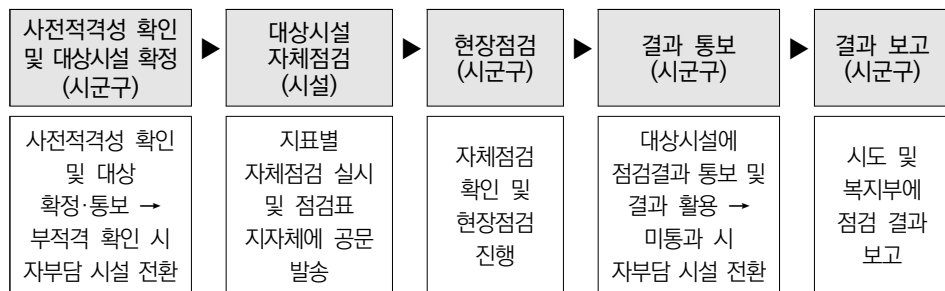 사전적격성 확인
및 대상시설 확정
(시군구)
▶
대상시설
자체점검
(시설)
▶
현장점검
(시군구)
▶
결과 통보
(시군구)
▶
결과 보고
(시군구)
사전적격성 확인
및 대상
확정·통보 →
부적격 확인 시
자부담 시설 전환
지표별
자체점검 실시
및 점검표
지자체에 공문
발송
자체점검
확인 및
현장점검
진행
대상시설에
점검결과 통보 및
결과 활용 →
미통과 시
자부담 시설 전환
시도 및
복지부에
점검 결과
보고